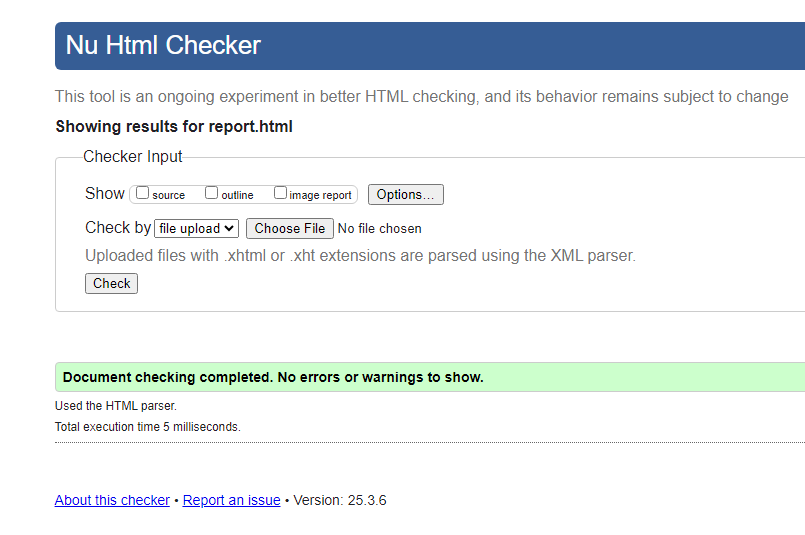 Nu Html Checker
This tool is an ongoing experiment in better HTML checking, and its behavior remains subject to change
Showing results for report.html
Checker Input
Show source outline image report Options...
Check by file upload Choose File No file chosen
Uploaded files with .xhtml or .xht extensions are parsed using the XML parser.
Check
Document checking completed. No errors or warnings to show.
Used the HTML parser.
Total execution time 5 milliseconds.
About this checker • Report an issue • Version: 25.3.6